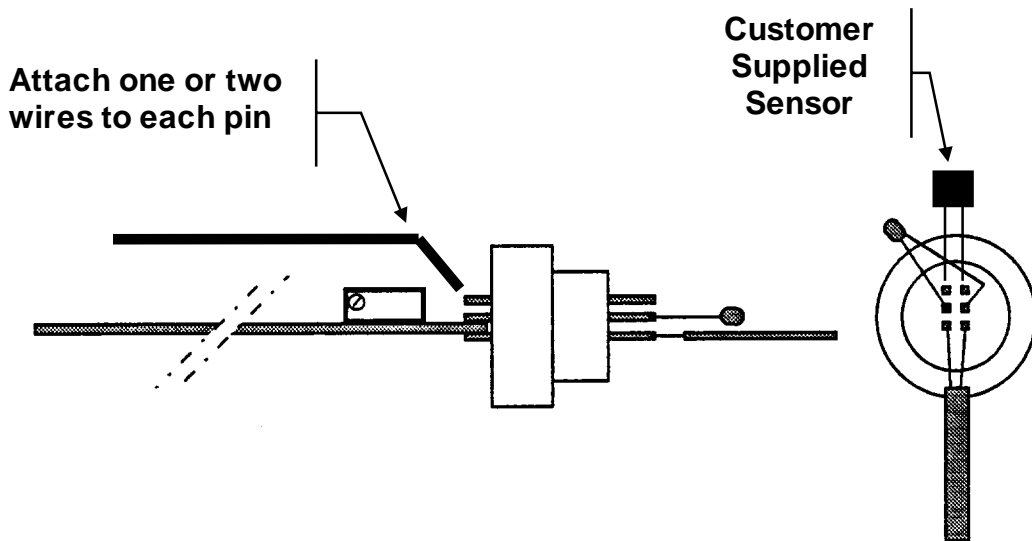 Attach one or two
wires to each pin
Customer
Supplied
Sensor